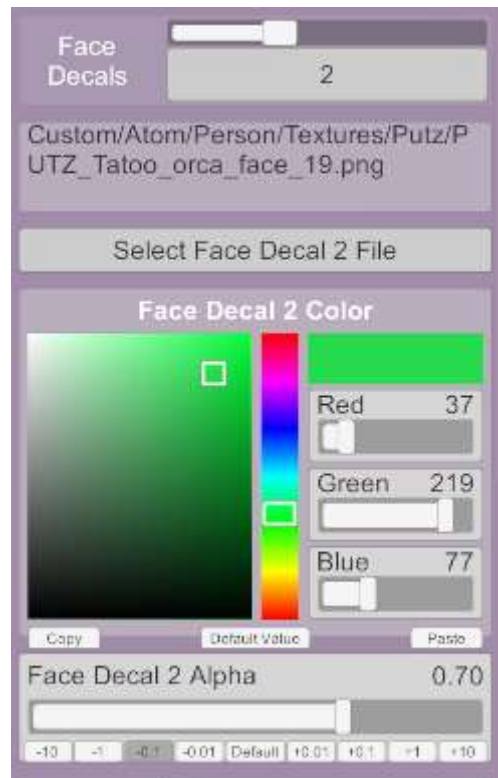 Face
Decals
2
Custom/Atom/Person/Textures/Putz/P
UTZ_Tatoo_orca_face_19.png
Select Face Decal 2 File
Face Decal 2 Color
Red 37
Green 219
Blue 77
Copy Default Value Paste
Face Decal 2 Alpha 0.70
-10 -1 -0.1 -0.01 Default +0.01 +0.1 +1 +10